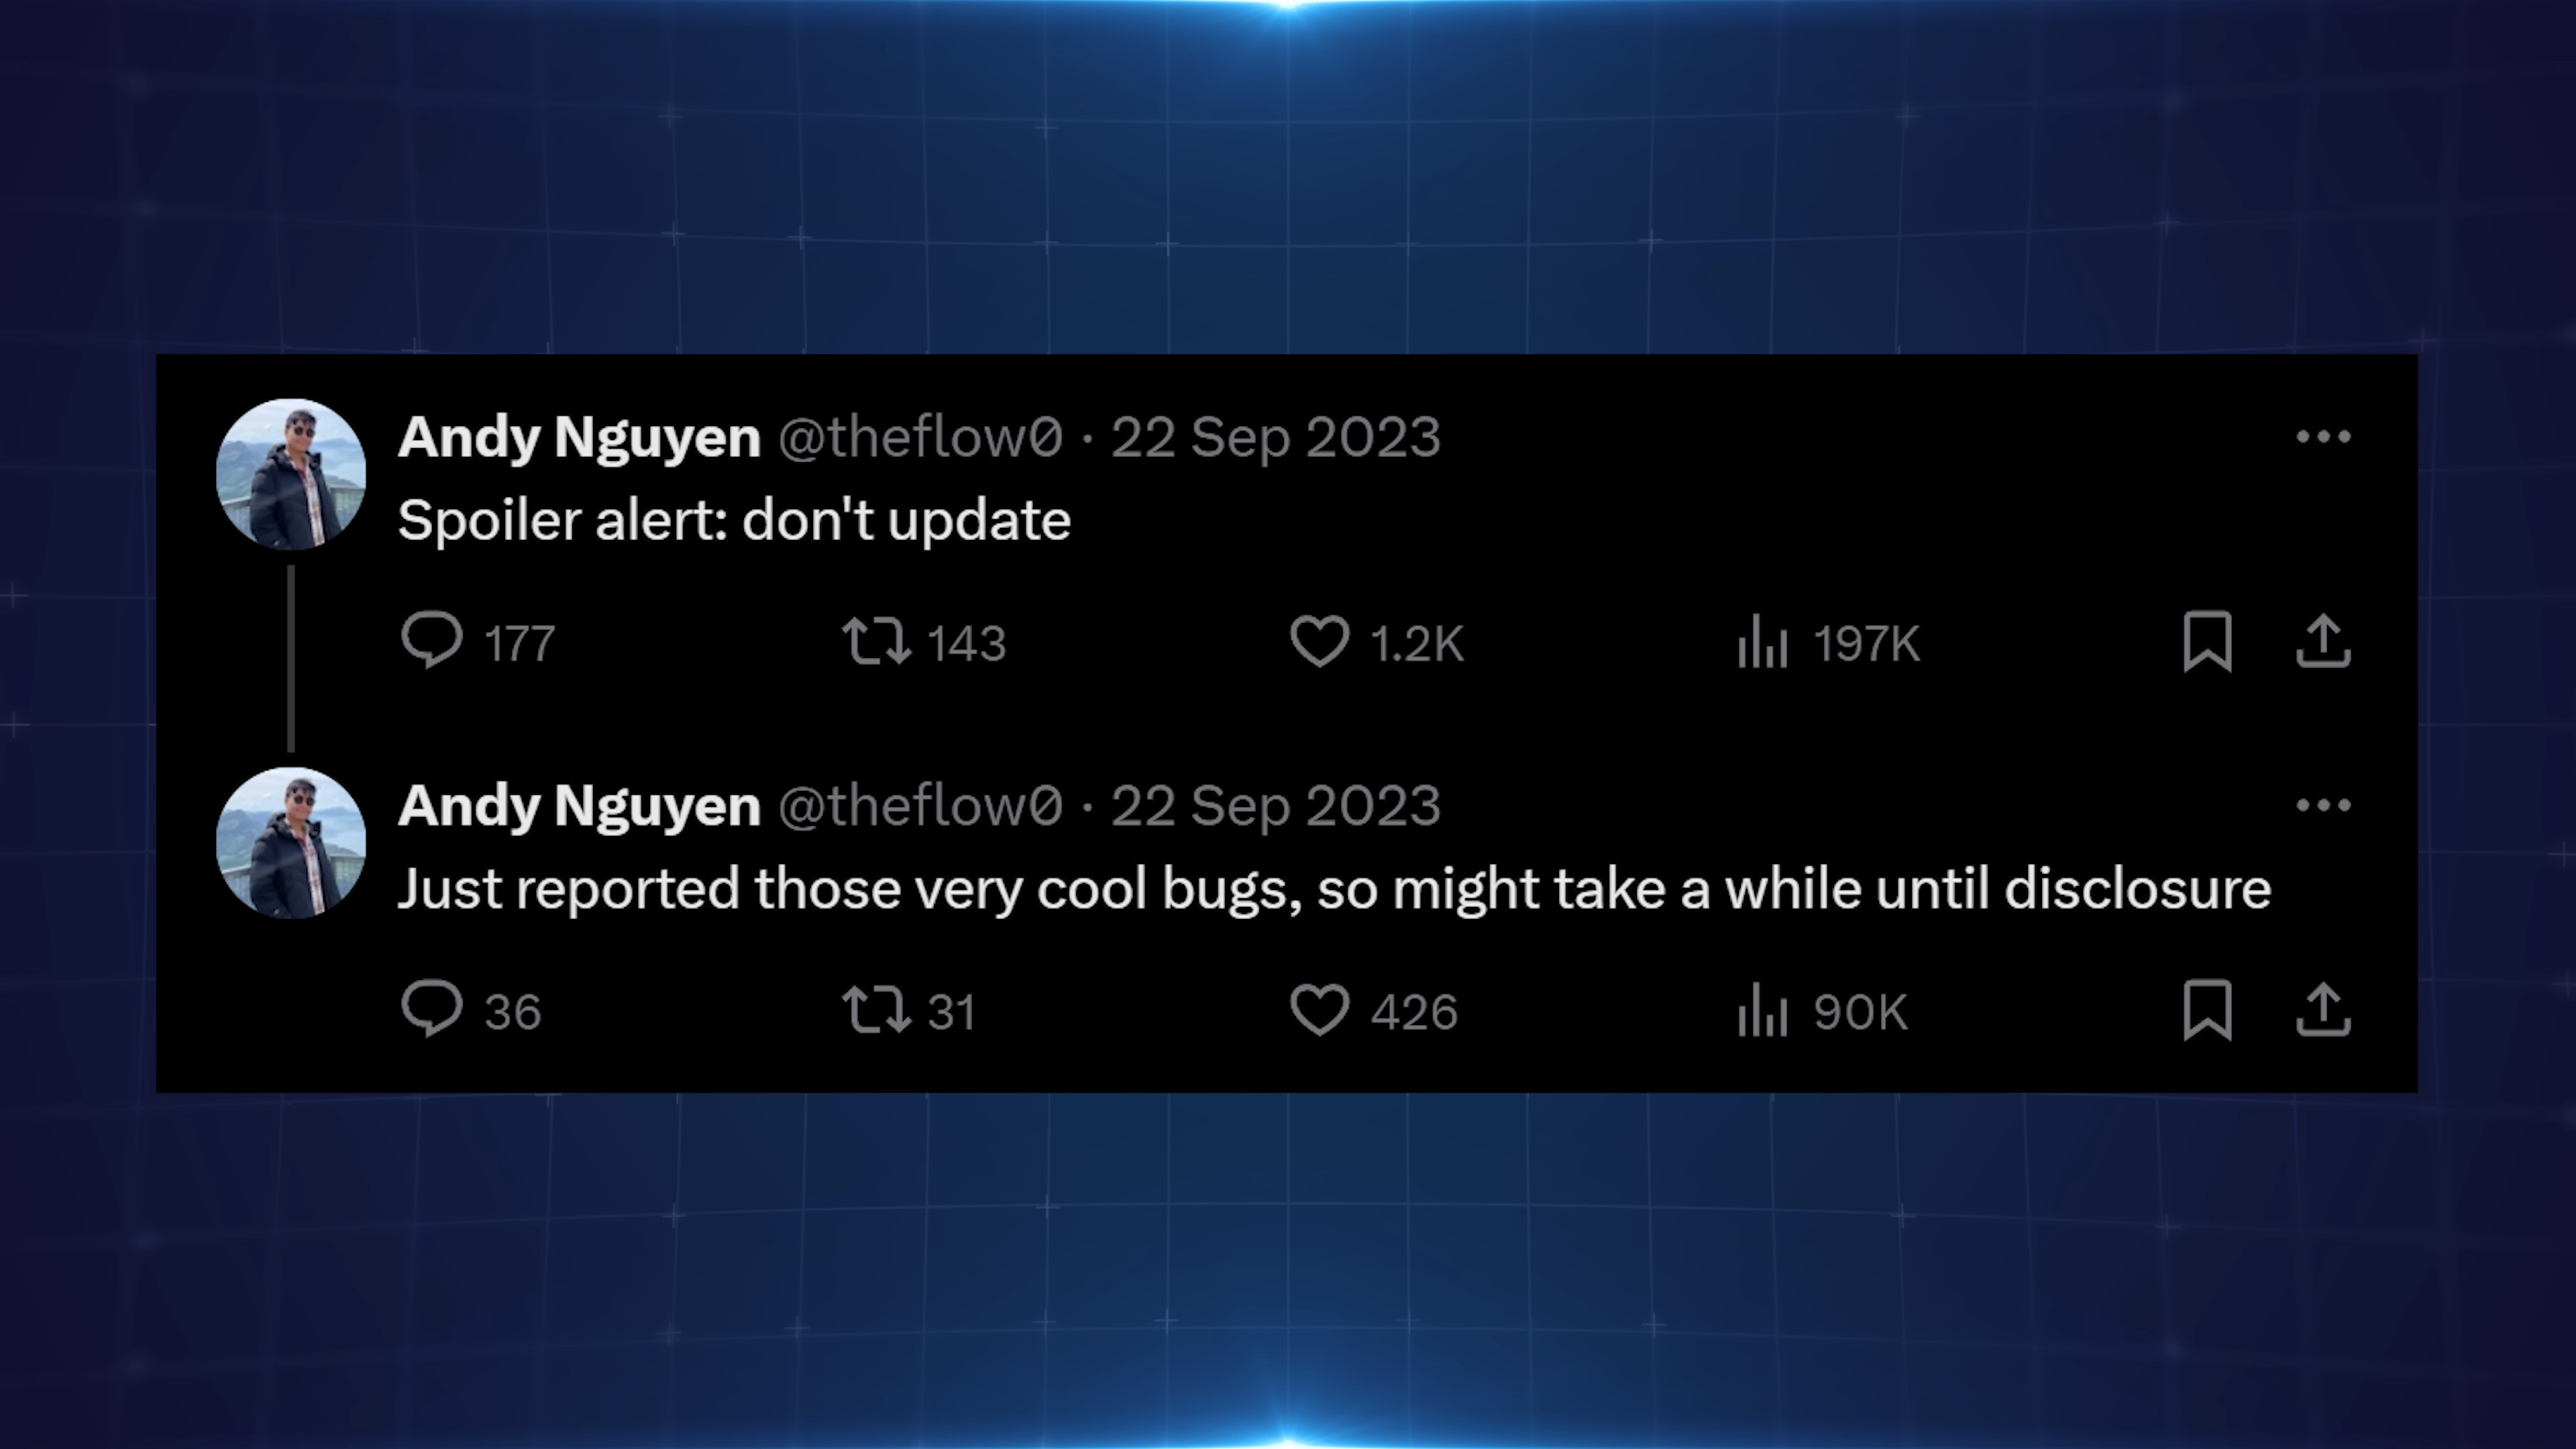 Andy Nguyen @theflow0 · 22 Sep 2023
Spoiler alert: don't update
177 143 1.2K 197K
Andy Nguyen @theflow0 · 22 Sep 2023
Just reported those very cool bugs, so might take a while until disclosure
36 31 426 90K